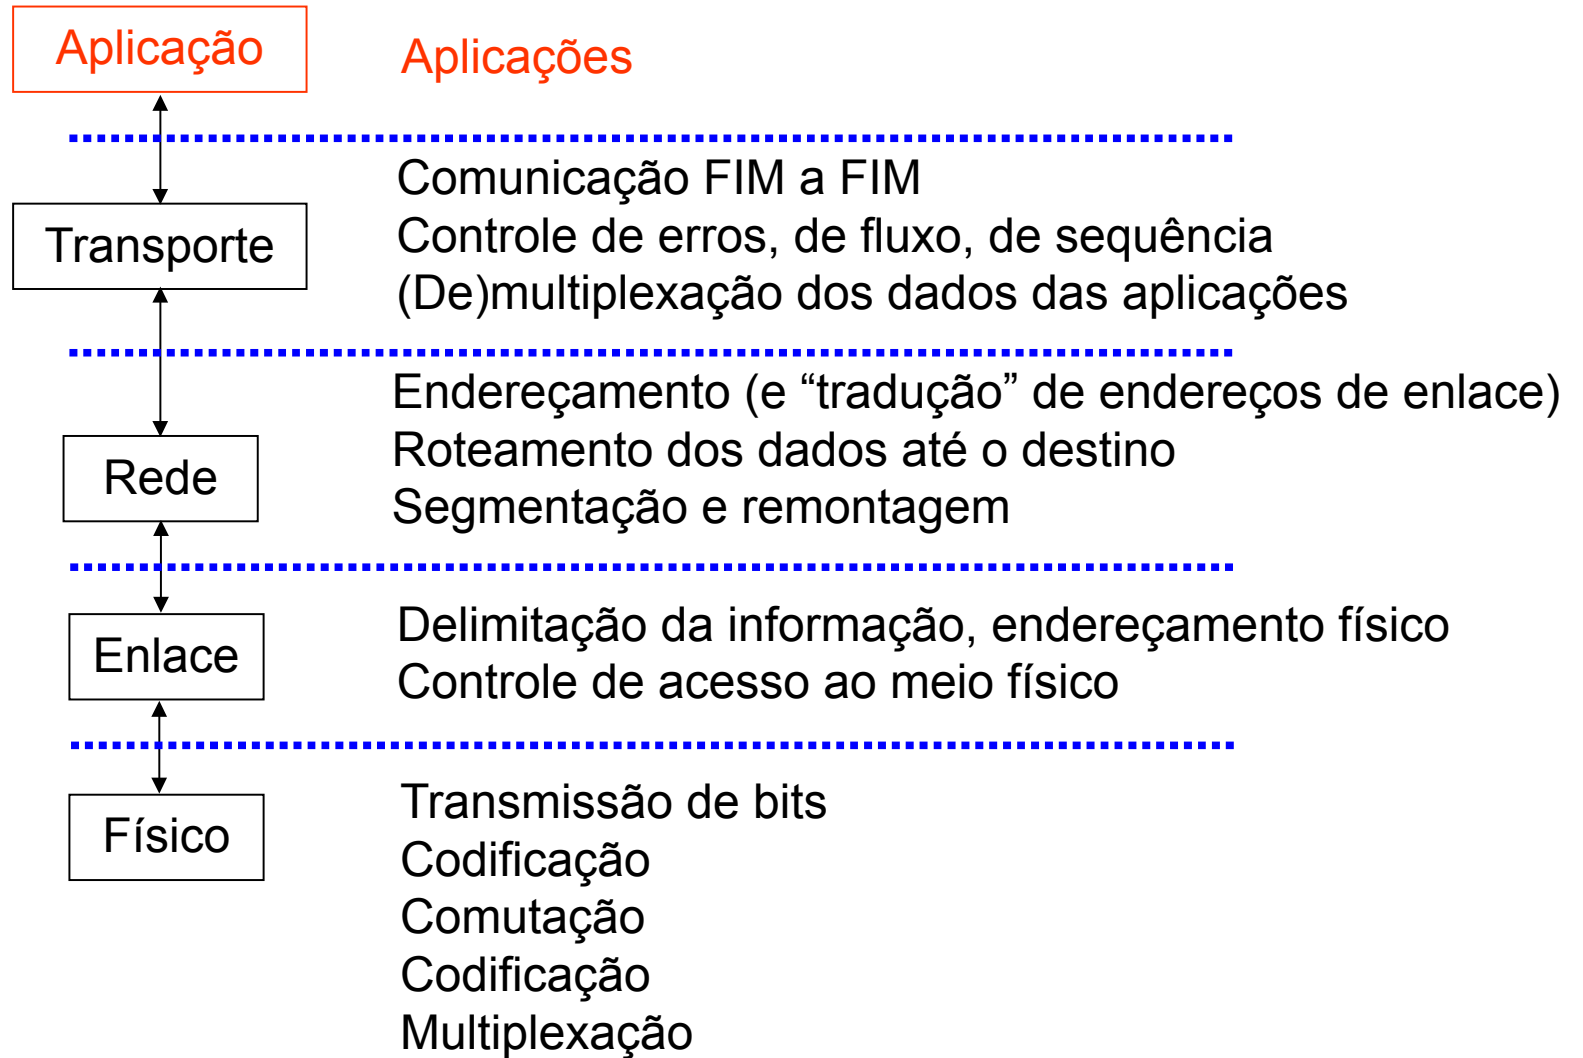 Aplicação
Aplicações
Comunicação FIM a FIM
Transporte
Controle de erros, de fluxo, de sequência
(De)multiplexação dos dados das aplicações
Endereçamento (e “tradução” de endereços de enlace)
Rede
Roteamento dos dados até o destino
Segmentação e remontagem
Enlace
Delimitação da informação, endereçamento físico
Controle de acesso ao meio físico
Físico
Transmissão de bits
Codificação
Comutação
Codificação
Multiplexação